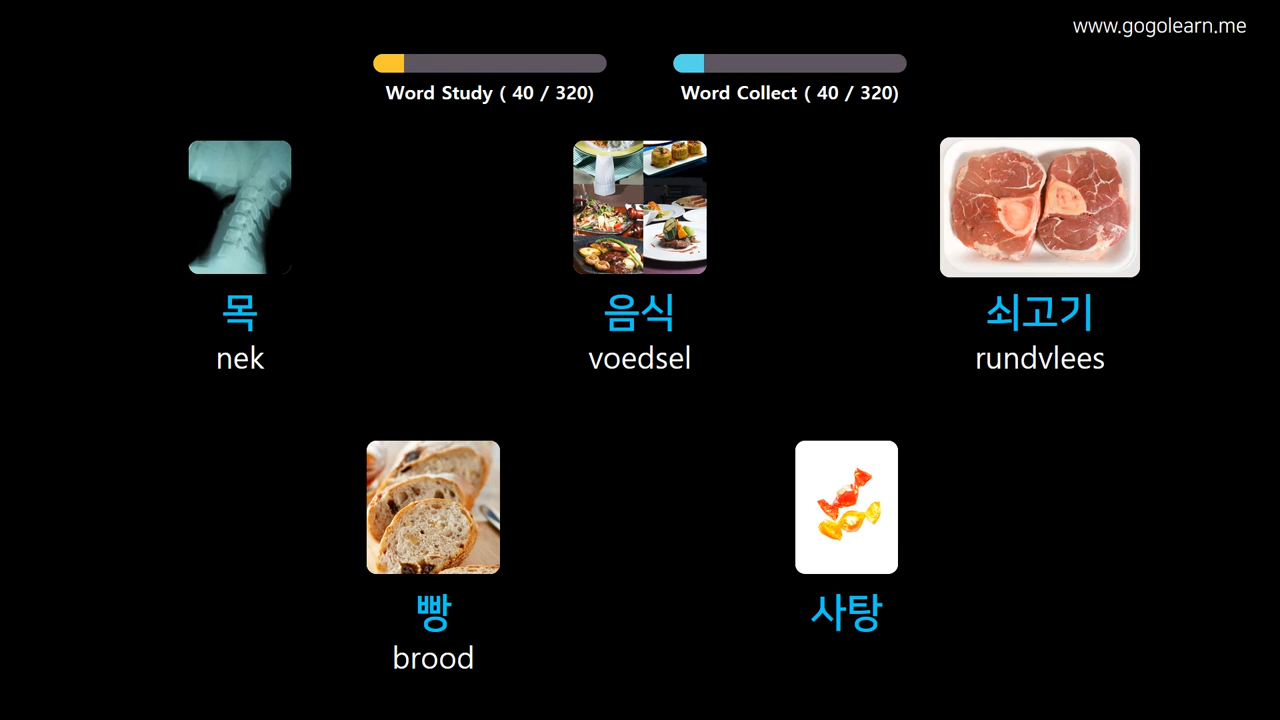 www.gogolearn.me
Word Study ( 40 / 320)
Word Collect ( 40 / 320)
목
nek
음식
voedsel
쇠고기
rundvlees
빵
brood
사탕